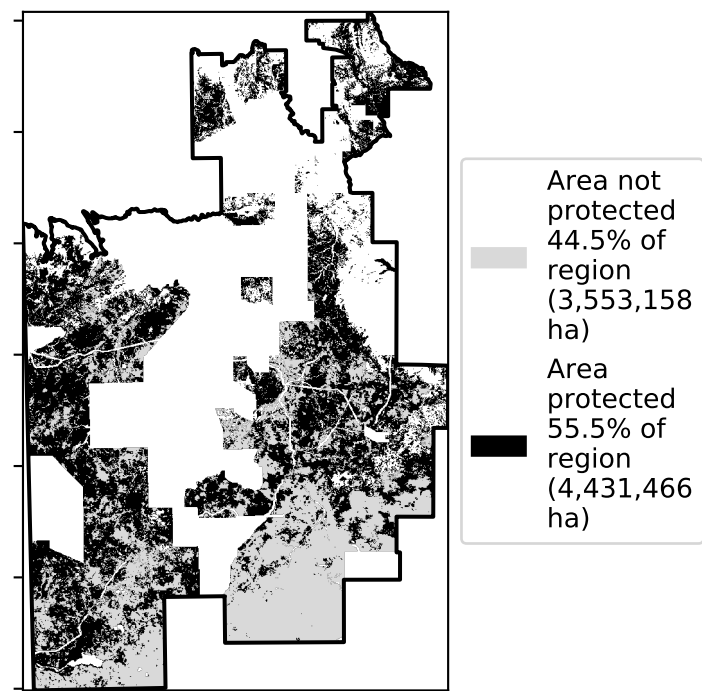 Area not
protected
44.5% of
region
(3,553,158
ha)
Area
protected
55.5% of
region
(4,431,466
ha)